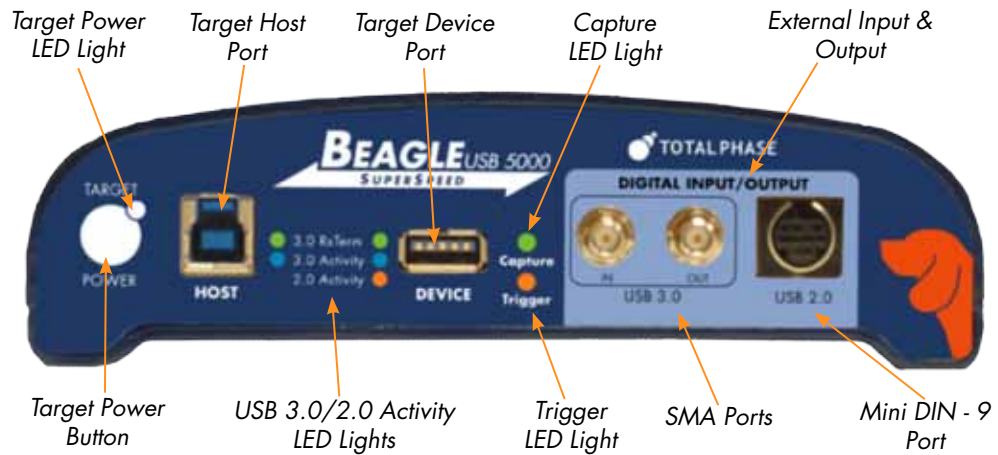 Target Power
LED Light
Target Host
Port
Target Device
Port
Capture
LED Light
External Input &
Output
BEAGLE USB 5000
SUPERSPEED
TOTAL PHASE
DIGITAL INPUT/OUTPUT
TARGET
POWER
HOST
3.0 RxTerm
3.0 Activity
2.0 Activity
DEVICE
Capture
Trigger
IN
OUT
USB 3.0
USB 2.0
Target Power
Button
USB 3.0/2.0 Activity
LED Lights
Trigger
LED Light
SMA Ports
Mini DIN - 9
Port